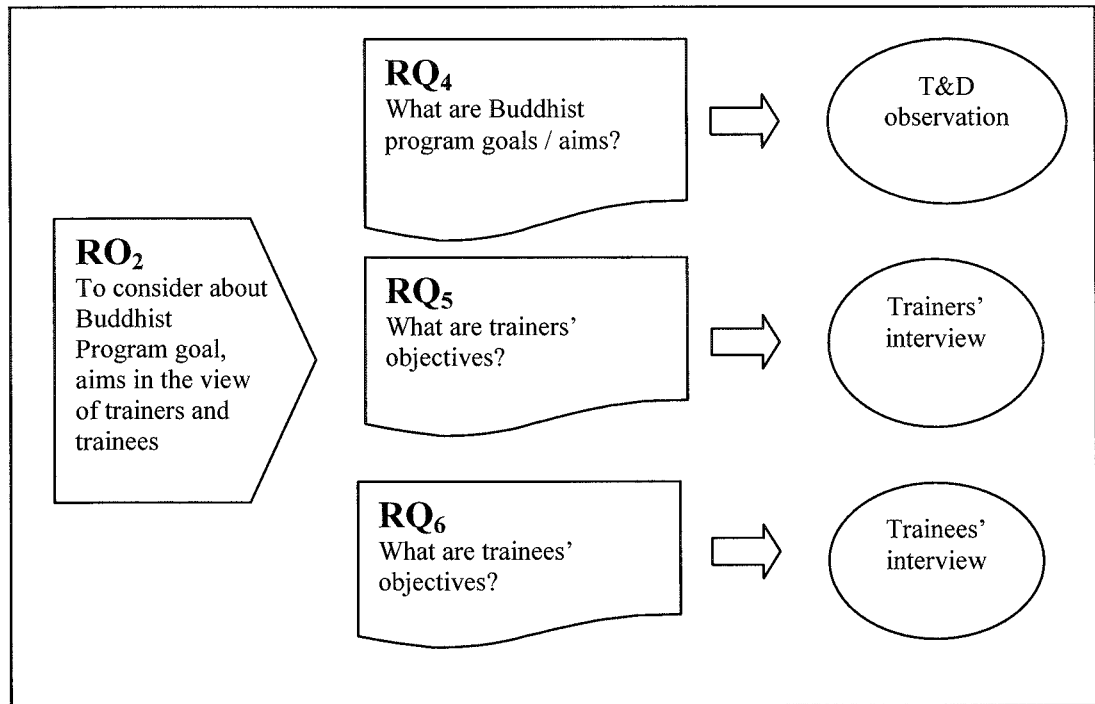 RO₂
To consider about
Buddhist
Program goal,
aims in the view
of trainers and
trainees
RQ₄
What are Buddhist
program goals / aims?
T&D
observation
RQ₅
What are trainers’
objectives?
Trainers’
interview
RQ₆
What are trainees’
objectives?
Trainees’
interview